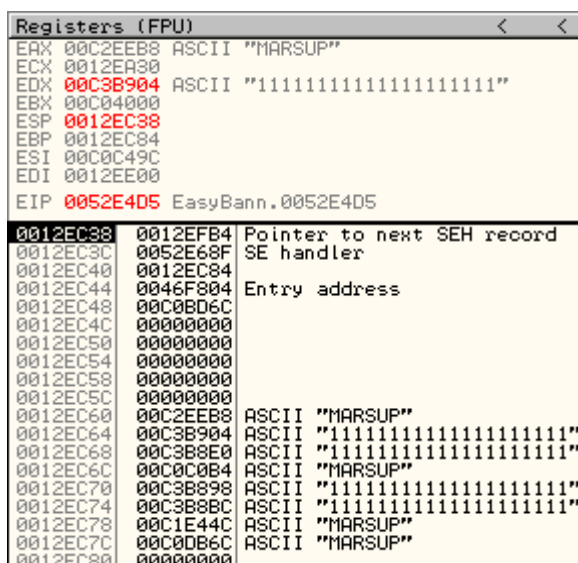 Registers (FPU) < <
EAX 00C2EEB8 ASCII "MARSUP"
ECX 0012EA30
EDX 00C3B904 ASCII "11111111111111111111"
EBX 00C04000
ESP 0012EC38
EBP 0012EC84
ESI 00C0C49C
EDI 0012EE00
EIP 0052E4D5 EasyBann.0052E4D5
0012EC38 0012EFB4 Pointer to next SEH record
0012EC3C 0052E68F SE handler
0012EC40 0012EC84
0012EC44 0046F804 Entry address
0012EC48 00C0BD6C
0012EC4C 00000000
0012EC50 00000000
0012EC54 00000000
0012EC58 00000000
0012EC5C 00000000
0012EC60 00C2EEB8 ASCII "MARSUP"
0012EC64 00C3B904 ASCII "11111111111111111111"
0012EC68 00C3B8E0 ASCII "11111111111111111111"
0012EC6C 00C0C0B4 ASCII "MARSUP"
0012EC70 00C3B898 ASCII "11111111111111111111"
0012EC74 00C3B8BC ASCII "11111111111111111111"
0012EC78 00C1E44C ASCII "MARSUP"
0012EC7C 00C0DB6C ASCII "MARSUP"
0012EC80 00000000